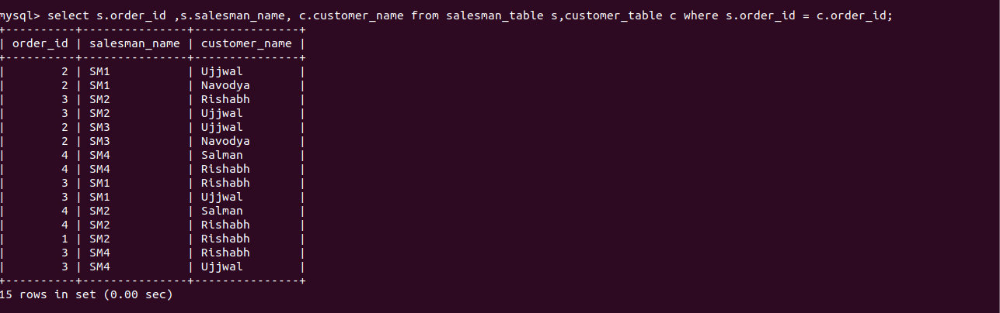 mysql> select s.order_id ,s.salesman_name, c.customer_name from salesman_table s,customer_table c where s.order_id = c.order_id;
+----------+---------------+---------------+
| order_id | salesman_name | customer_name |
+----------+---------------+---------------+
|        2 | SM1           | Ujjwal        |
|        2 | SM1           | Navodya       |
|        3 | SM2           | Rishabh       |
|        3 | SM2           | Ujjwal        |
|        2 | SM3           | Ujjwal        |
|        2 | SM3           | Navodya       |
|        4 | SM4           | Salman        |
|        4 | SM4           | Rishabh       |
|        3 | SM1           | Rishabh       |
|        3 | SM1           | Ujjwal        |
|        4 | SM2           | Salman        |
|        4 | SM2           | Rishabh       |
|        1 | SM2           | Rishabh       |
|        3 | SM4           | Rishabh       |
|        3 | SM4           | Ujjwal        |
+----------+---------------+---------------+
15 rows in set (0.00 sec)